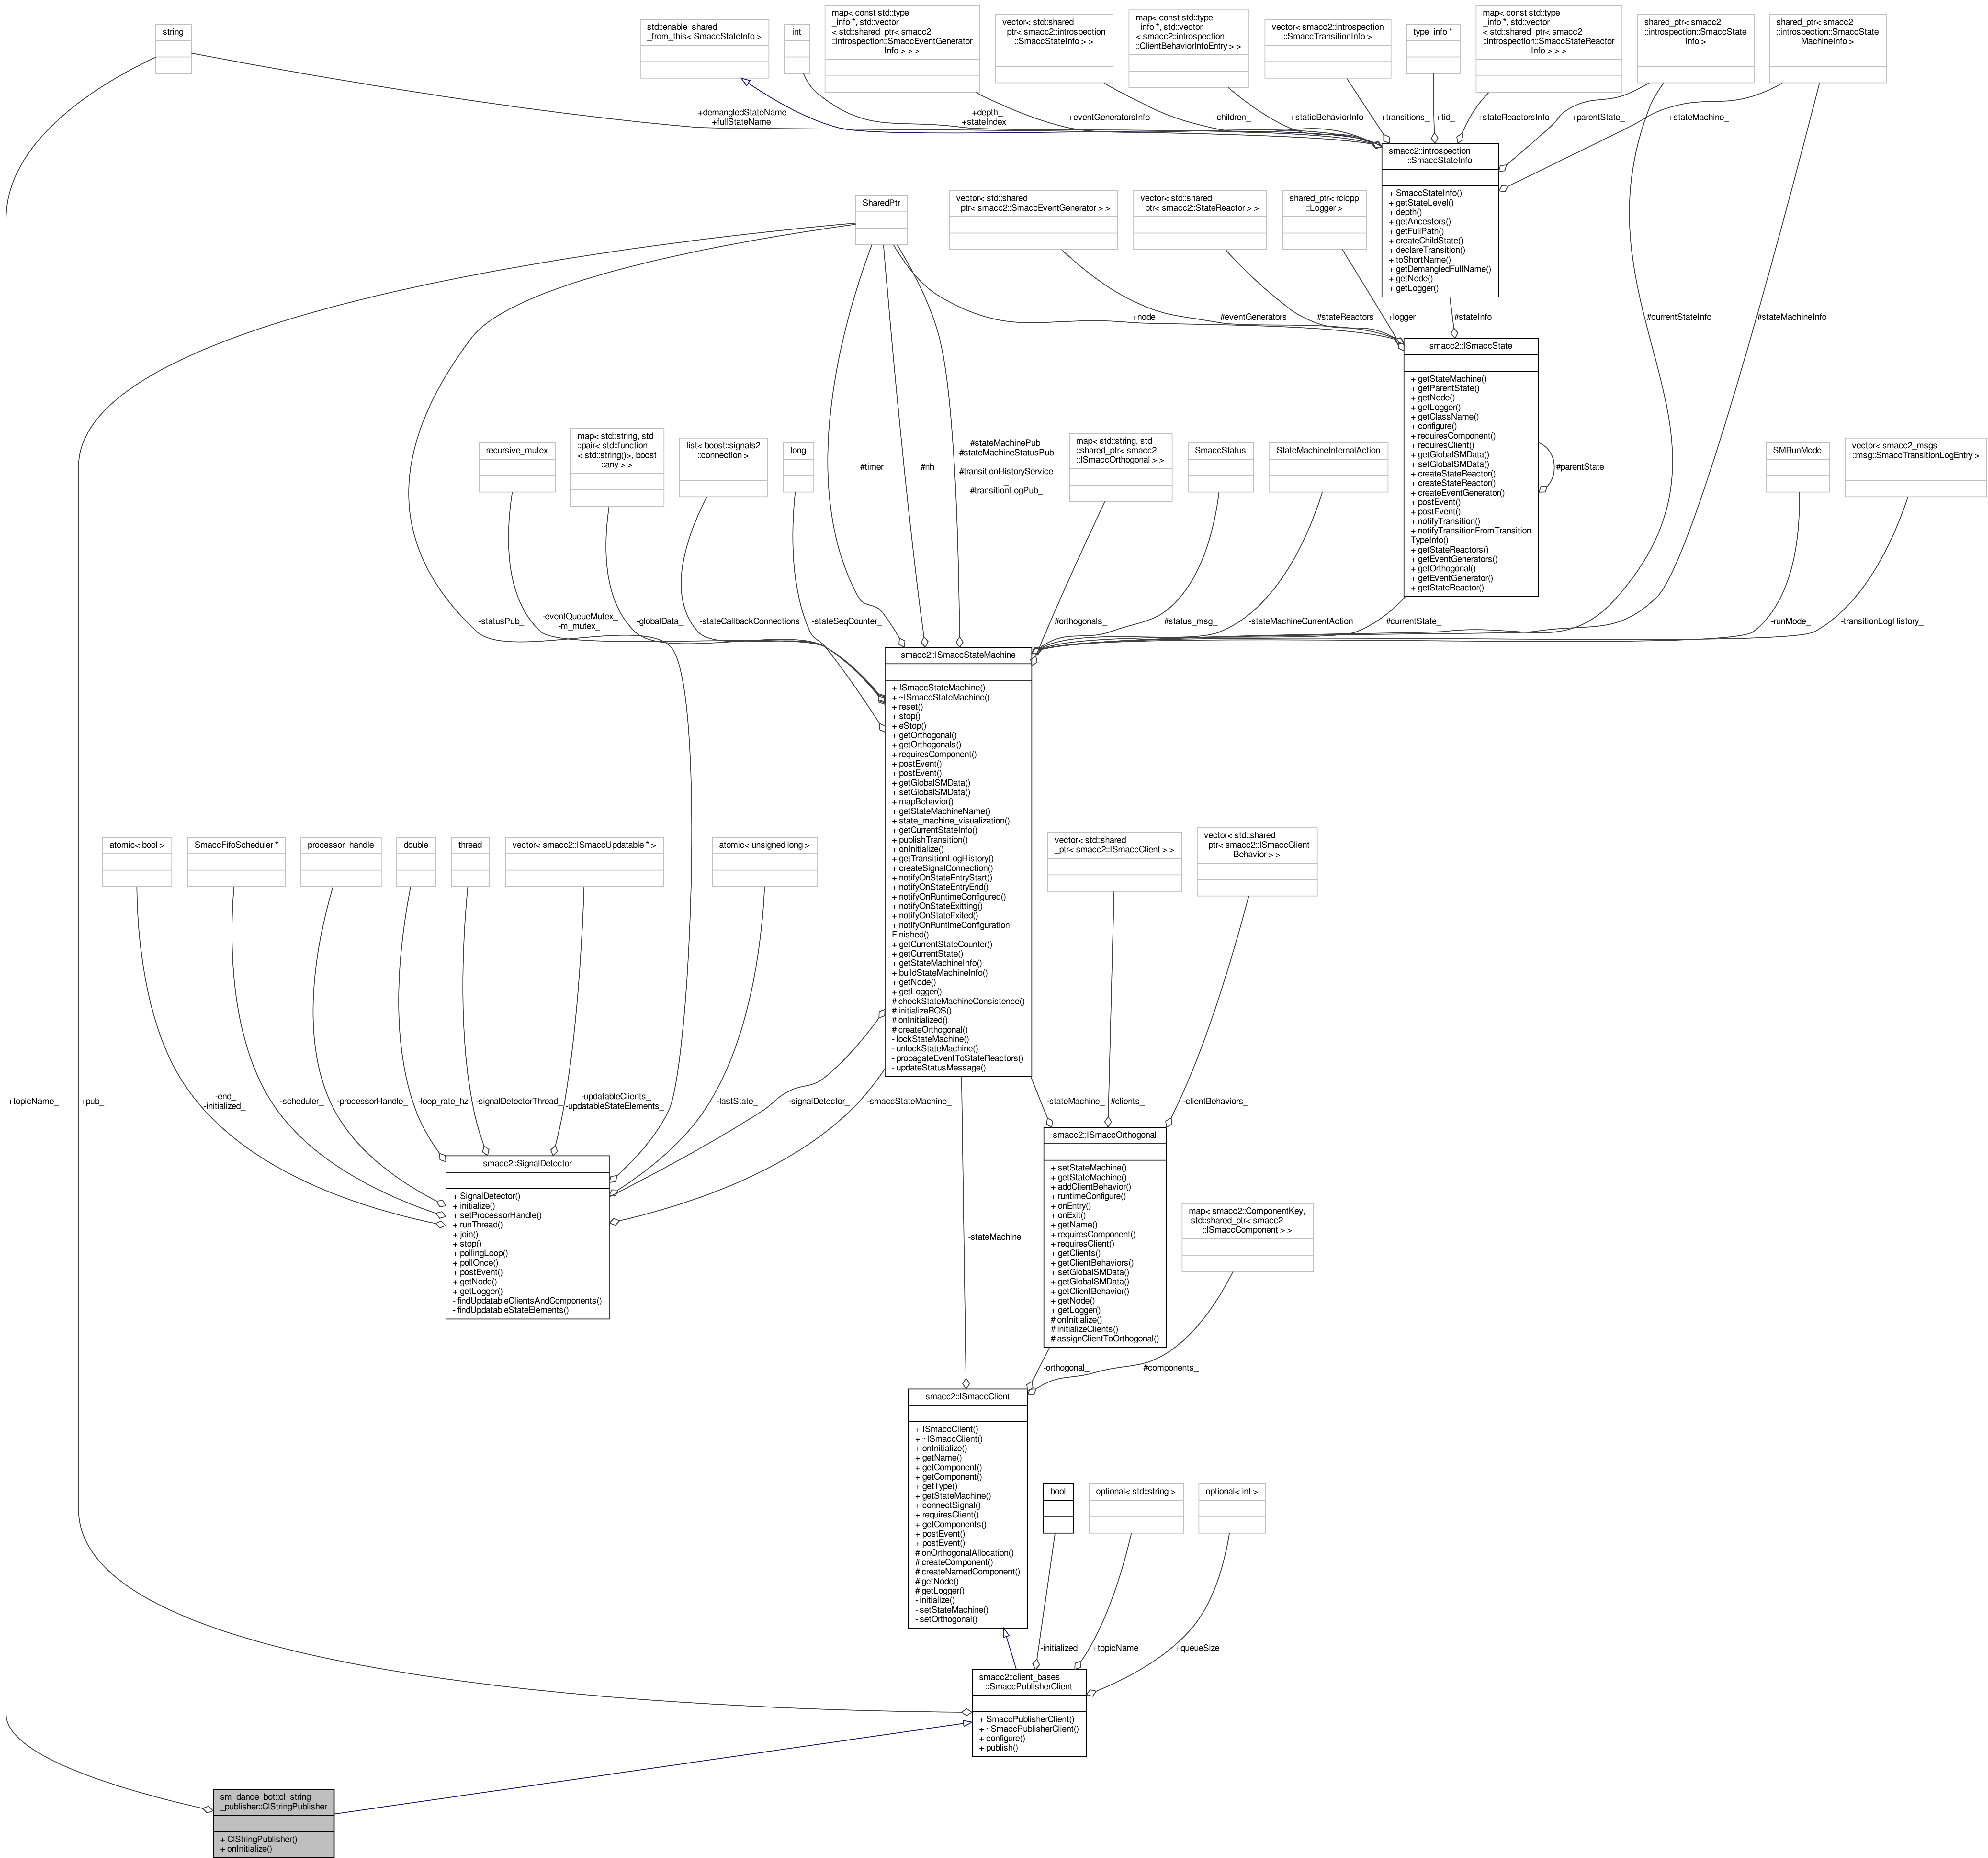 string
std::enable_shared
_from_this< SmaccStateInfo >
int
map< const std::type
_info *, std::vector
< std::shared_ptr< smacc2
::introspection::SmaccEventGenerator
Info > > >
vector< std::shared
_ptr< smacc2::introspection
::SmaccStateInfo > >
map< const std::type
_info *, std::vector
< smacc2::introspection
::ClientBehaviorInfoEntry > >
vector< smacc2::introspection
::SmaccTransitionInfo >
type_info *
map< const std::type
_info *, std::vector
< std::shared_ptr< smacc2
::introspection::SmaccStateReactor
Info > > >
shared_ptr< smacc2
::introspection::SmaccState
Info >
shared_ptr< smacc2
::introspection::SmaccState
MachineInfo >
+demangledStateName
+fullStateName
+depth_
+stateIndex_
+eventGeneratorsInfo
+children_
+staticBehaviorInfo
+transitions_
+tid_
+stateReactorsInfo
+parentState_
+stateMachine_
smacc2::introspection
::SmaccStateInfo
+ SmaccStateInfo()
+ getStateLevel()
+ depth()
+ getAncestors()
+ getFullPath()
+ createChildState()
+ declareTransition()
+ toShortName()
+ getDemangledFullName()
+ getNode()
+ getLogger()
SharedPtr
vector< std::shared
_ptr< smacc2::SmaccEventGenerator > >
vector< std::shared
_ptr< smacc2::StateReactor > >
shared_ptr< rclcpp
::Logger >
+node_
#eventGenerators_
#stateReactors_
+logger_
#stateInfo_
#currentStateInfo_
#stateMachineInfo_
smacc2::ISmaccState
+ getStateMachine()
+ getParentState()
+ getNode()
+ getLogger()
+ getClassName()
+ configure()
+ requiresComponent()
+ requiresClient()
+ getGlobalSMData()
+ setGlobalSMData()
+ createStateReactor()
+ createStateReactor()
+ createEventGenerator()
+ postEvent()
+ postEvent()
+ notifyTransition()
+ notifyTransitionFromTransition
TypeInfo()
+ getStateReactors()
+ getEventGenerators()
+ getOrthogonal()
+ getEventGenerator()
+ getStateReactor()
#parentState_
recursive_mutex
map< std::string, std
::pair< std::function
< std::string()>, boost
::any > >
list< boost::signals2
::connection >
long
#timer_
#nh_
#stateMachinePub_
#stateMachineStatusPub
_
#transitionHistoryService
_
#transitionLogPub_
map< std::string, std
::shared_ptr< smacc2
::ISmaccOrthogonal > >
SmaccStatus
StateMachineInternalAction
SMRunMode
vector< smacc2_msgs
::msg::SmaccTransitionLogEntry >
-statusPub_
-eventQueueMutex_
-m_mutex_
-globalData_
-stateCallbackConnections
-stateSeqCounter_
#orthogonals_
#status_msg_
-stateMachineCurrentAction
#currentState_
-runMode_
-transitionLogHistory_
smacc2::ISmaccStateMachine
+ ISmaccStateMachine()
+ ~ISmaccStateMachine()
+ reset()
+ stop()
+ eStop()
+ getOrthogonal()
+ getOrthogonals()
+ requiresComponent()
+ postEvent()
+ postEvent()
+ getGlobalSMData()
+ setGlobalSMData()
+ mapBehavior()
+ getStateMachineName()
+ state_machine_visualization()
+ getCurrentStateInfo()
+ publishTransition()
+ onInitialize()
+ getTransitionLogHistory()
+ createSignalConnection()
+ notifyOnStateEntryStart()
+ notifyOnStateEntryEnd()
+ notifyOnRuntimeConfigured()
+ notifyOnStateExitting()
+ notifyOnStateExited()
+ notifyOnRuntimeConfiguration
Finished()
+ getCurrentStateCounter()
+ getCurrentState()
+ getStateMachineInfo()
+ buildStateMachineInfo()
+ getNode()
+ getLogger()
# checkStateMachineConsistence()
# initializeROS()
# onInitialized()
# createOrthogonal()
- lockStateMachine()
- unlockStateMachine()
- propagateEventToStateReactors()
- updateStatusMessage()
atomic< bool >
SmaccFifoScheduler *
processor_handle
double
thread
vector< smacc2::ISmaccUpdatable * >
atomic< unsigned long >
vector< std::shared
_ptr< smacc2::ISmaccClient > >
vector< std::shared
_ptr< smacc2::ISmaccClient
Behavior > >
+topicName_
+pub_
-end_
-initialized_
-scheduler_
-processorHandle_
-loop_rate_hz
-signalDetectorThread_
-updatableClients_
-updatableStateElements_
-lastState_
-signalDetector_
-smaccStateMachine_
-stateMachine_
#clients_
-clientBehaviors_
smacc2::SignalDetector
+ SignalDetector()
+ initialize()
+ setProcessorHandle()
+ runThread()
+ join()
+ stop()
+ pollingLoop()
+ pollOnce()
+ postEvent()
+ getNode()
+ getLogger()
- findUpdatableClientsAndComponents()
- findUpdatableStateElements()
smacc2::ISmaccOrthogonal
+ setStateMachine()
+ getStateMachine()
+ addClientBehavior()
+ runtimeConfigure()
+ onEntry()
+ onExit()
+ getName()
+ requiresComponent()
+ requiresClient()
+ getClients()
+ getClientBehaviors()
+ setGlobalSMData()
+ getGlobalSMData()
+ getClientBehavior()
+ getNode()
+ getLogger()
# onInitialize()
# initializeClients()
# assignClientToOrthogonal()
map< smacc2::ComponentKey,
std::shared_ptr< smacc2
::ISmaccComponent > >
-stateMachine_
-orthogonal_
#components_
smacc2::ISmaccClient
+ ISmaccClient()
+ ~ISmaccClient()
+ onInitialize()
+ getName()
+ getComponent()
+ getComponent()
+ getType()
+ getStateMachine()
+ connectSignal()
+ requiresClient()
+ getComponents()
+ postEvent()
+ postEvent()
# onOrthogonalAllocation()
# createComponent()
# createNamedComponent()
# getNode()
# getLogger()
- initialize()
- setStateMachine()
- setOrthogonal()
bool
optional< std::string >
optional< int >
-initialized_
+topicName
+queueSize
smacc2::client_bases
::SmaccPublisherClient
+ SmaccPublisherClient()
+ ~SmaccPublisherClient()
+ configure()
+ publish()
sm_dance_bot::cl_string
_publisher::ClStringPublisher
+ ClStringPublisher()
+ onInitialize()